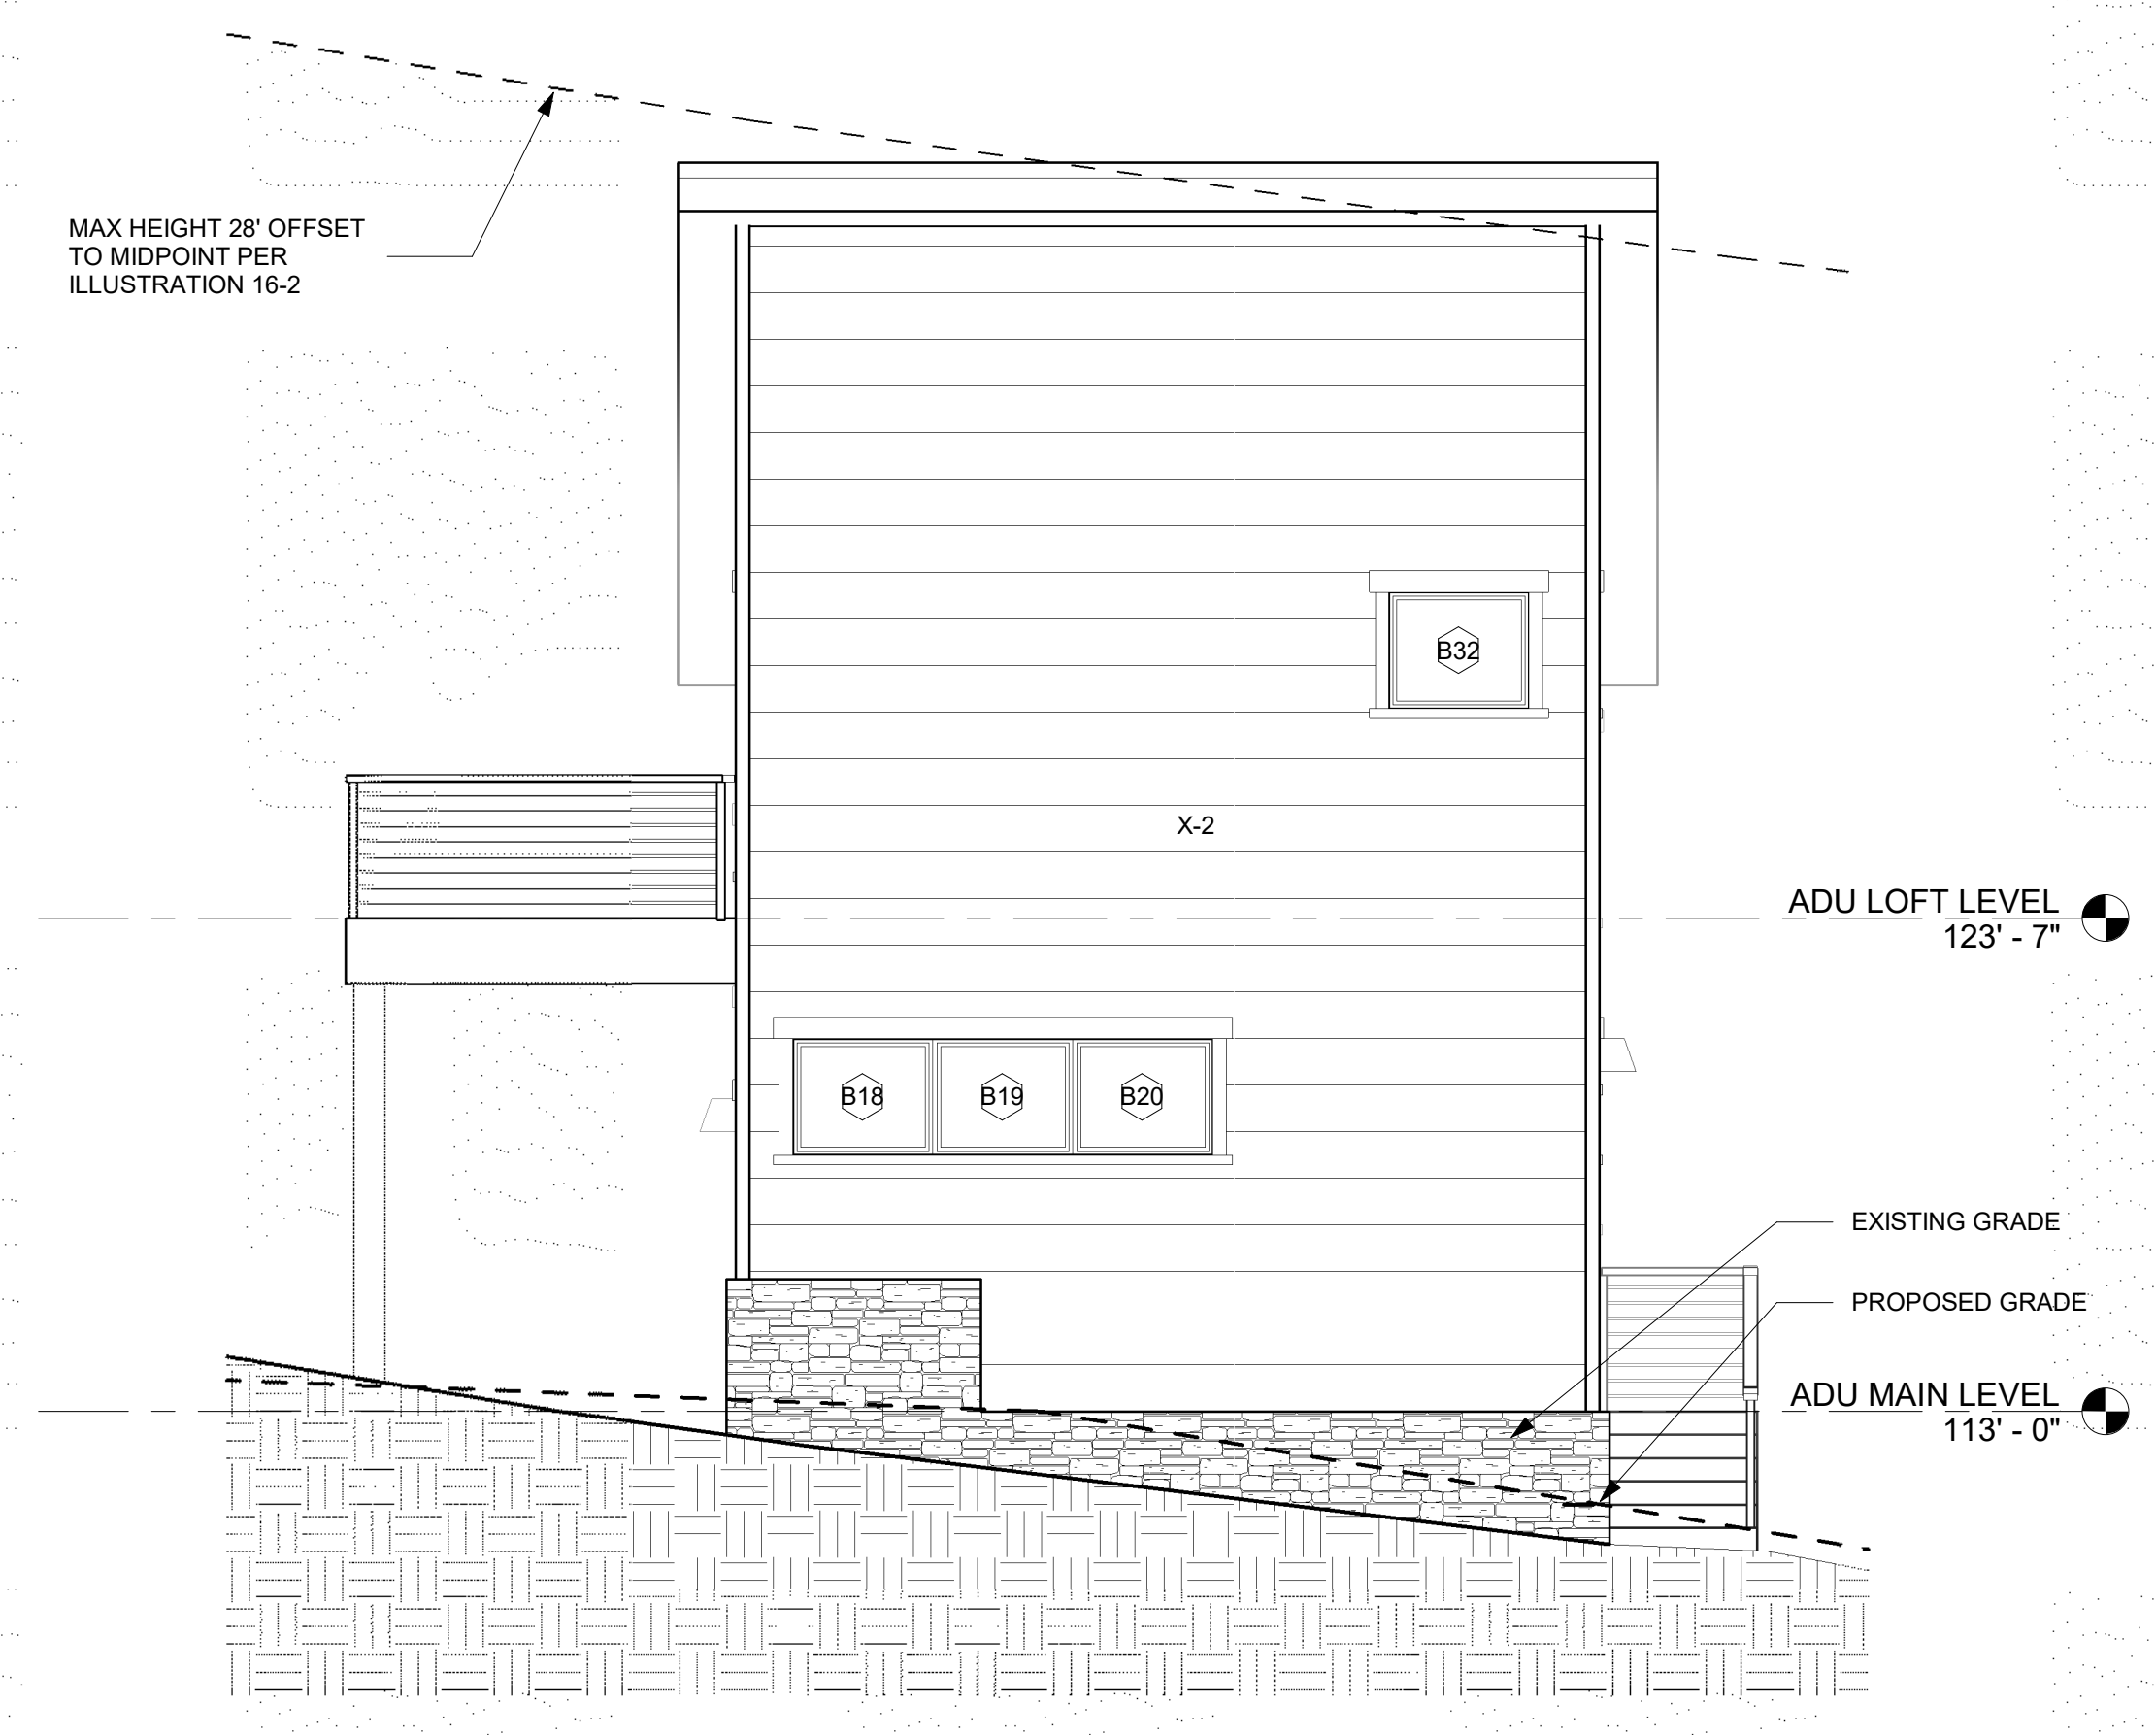 MAX HEIGHT 28' OFFSET
TO MIDPOINT PER
ILLUSTRATION 16-2
B32
X-2
ADU LOFT LEVEL
123' - 7"
B18
B19
B20
EXISTING GRADE
PROPOSED GRADE
ADU MAIN LEVEL
113' - 0"